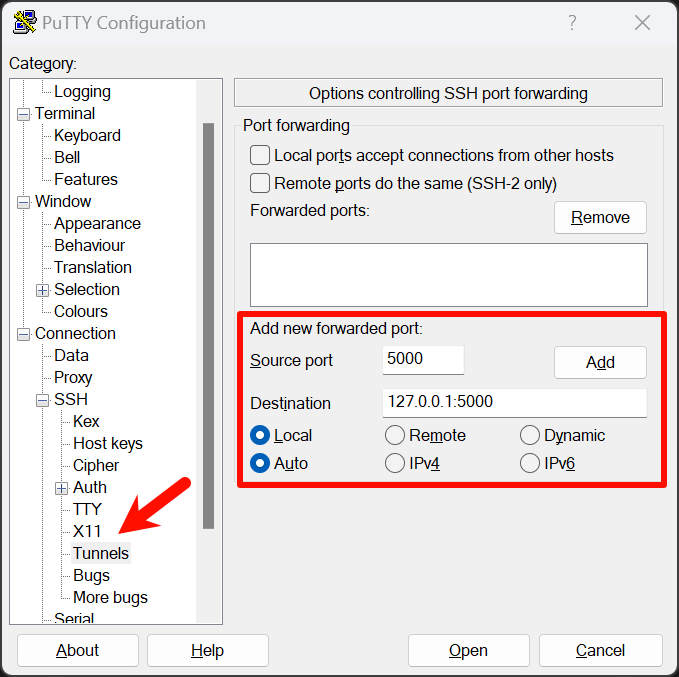 PuTTY Configuration
?
Category:
Logging
Terminal
Keyboard
Bell
Features
Window
Appearance
Behaviour
Translation
Selection
Colours
Connection
Data
Proxy
SSH
Kex
Host keys
Cipher
Auth
TTY
X11
Tunnels
Bugs
More bugs
Serial
Options controlling SSH port forwarding
Port forwarding
Local ports accept connections from other hosts
Remote ports do the same (SSH-2 only)
Forwarded ports:
Remove
Add new forwarded port:
Source port 5000 Add
Destination 127.0.0.1:5000
Local Remote Dynamic
Auto IPv4 IPv6
About Help Open Cancel